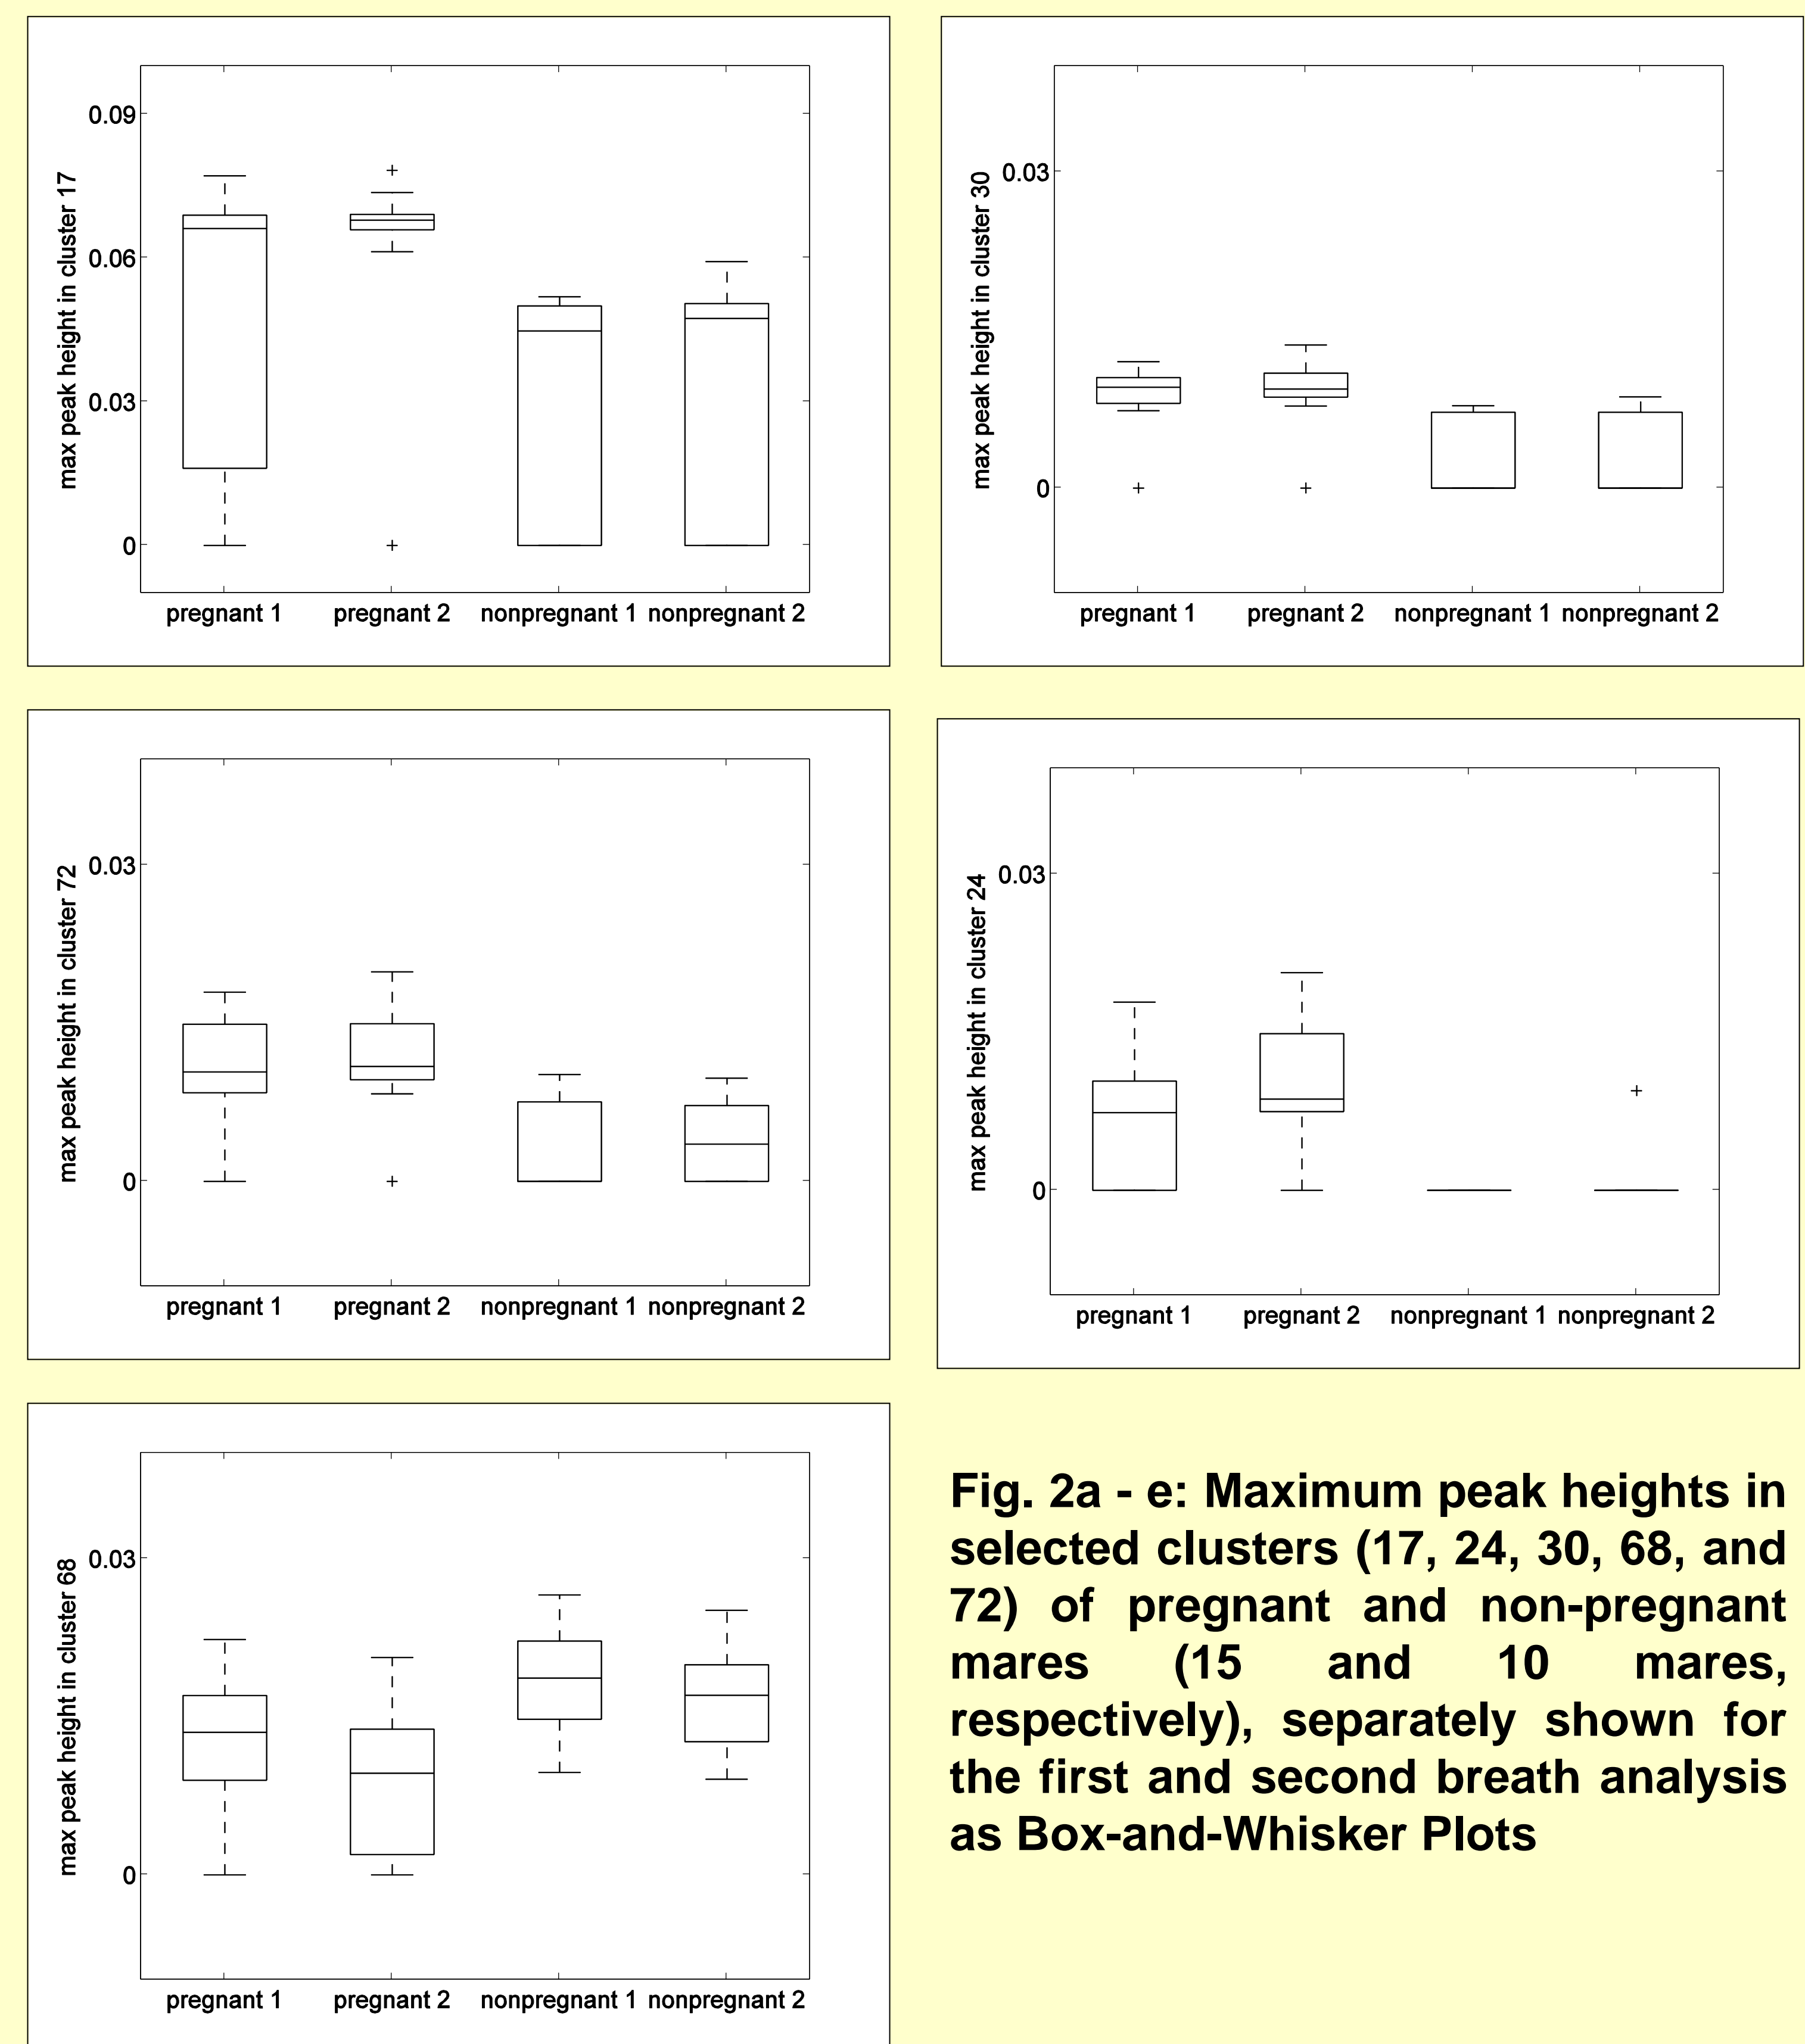 max peak height in cluster 17
0.09
0.06
0.03
0
pregnant 1 pregnant 2 nonpregnant 1 nonpregnant 2
max peak height in cluster 30
0.03
0
pregnant 1 pregnant 2 nonpregnant 1 nonpregnant 2
max peak height in cluster 72
0.03
0
pregnant 1 pregnant 2 nonpregnant 1 nonpregnant 2
max peak height in cluster 24
0.03
0
pregnant 1 pregnant 2 nonpregnant 1 nonpregnant 2
max peak height in cluster 68
0.03
0
pregnant 1 pregnant 2 nonpregnant 1 nonpregnant 2
Fig. 2a - e: Maximum peak heights in
selected clusters (17, 24, 30, 68, and
72) of pregnant and non-pregnant
mares (15 and 10 mares,
respectively), separately shown for
the first and second breath analysis
as Box-and-Whisker Plots